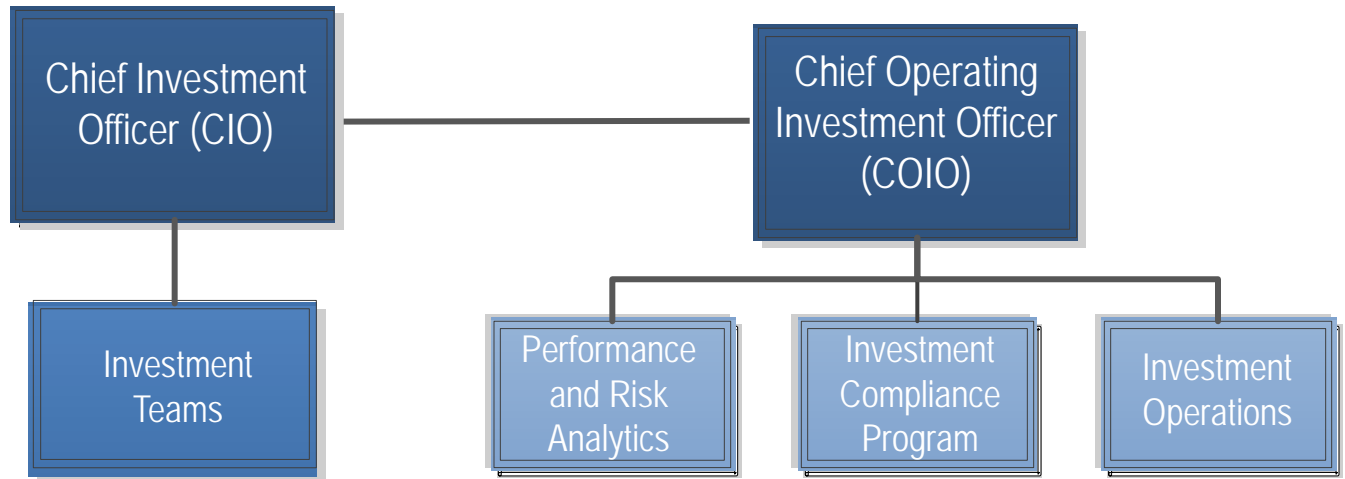 Chief Investment
Officer (CIO)
Chief Operating
Investment Officer
(COIO)
Investment
Teams
Performance
and Risk
Analytics
Investment
Compliance
Program
Investment
Operations